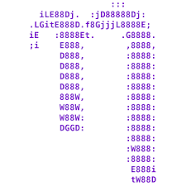 :::
iLE88Dj.  :jD88888Dj:
.LGitE888D.f8GjjjL8888E;
iE   :8888Et.     .G8888.
;i    E888,        ,8888,
D888,        :8888:
D888,        :8888:
D888,        :8888:
D888,        :8888:
888W,        :8888:
W88W,        :8888:
W88W:        :8888:
DGGD:        :8888:
:8888:
:W888:
:8888:
E888i
tW88D